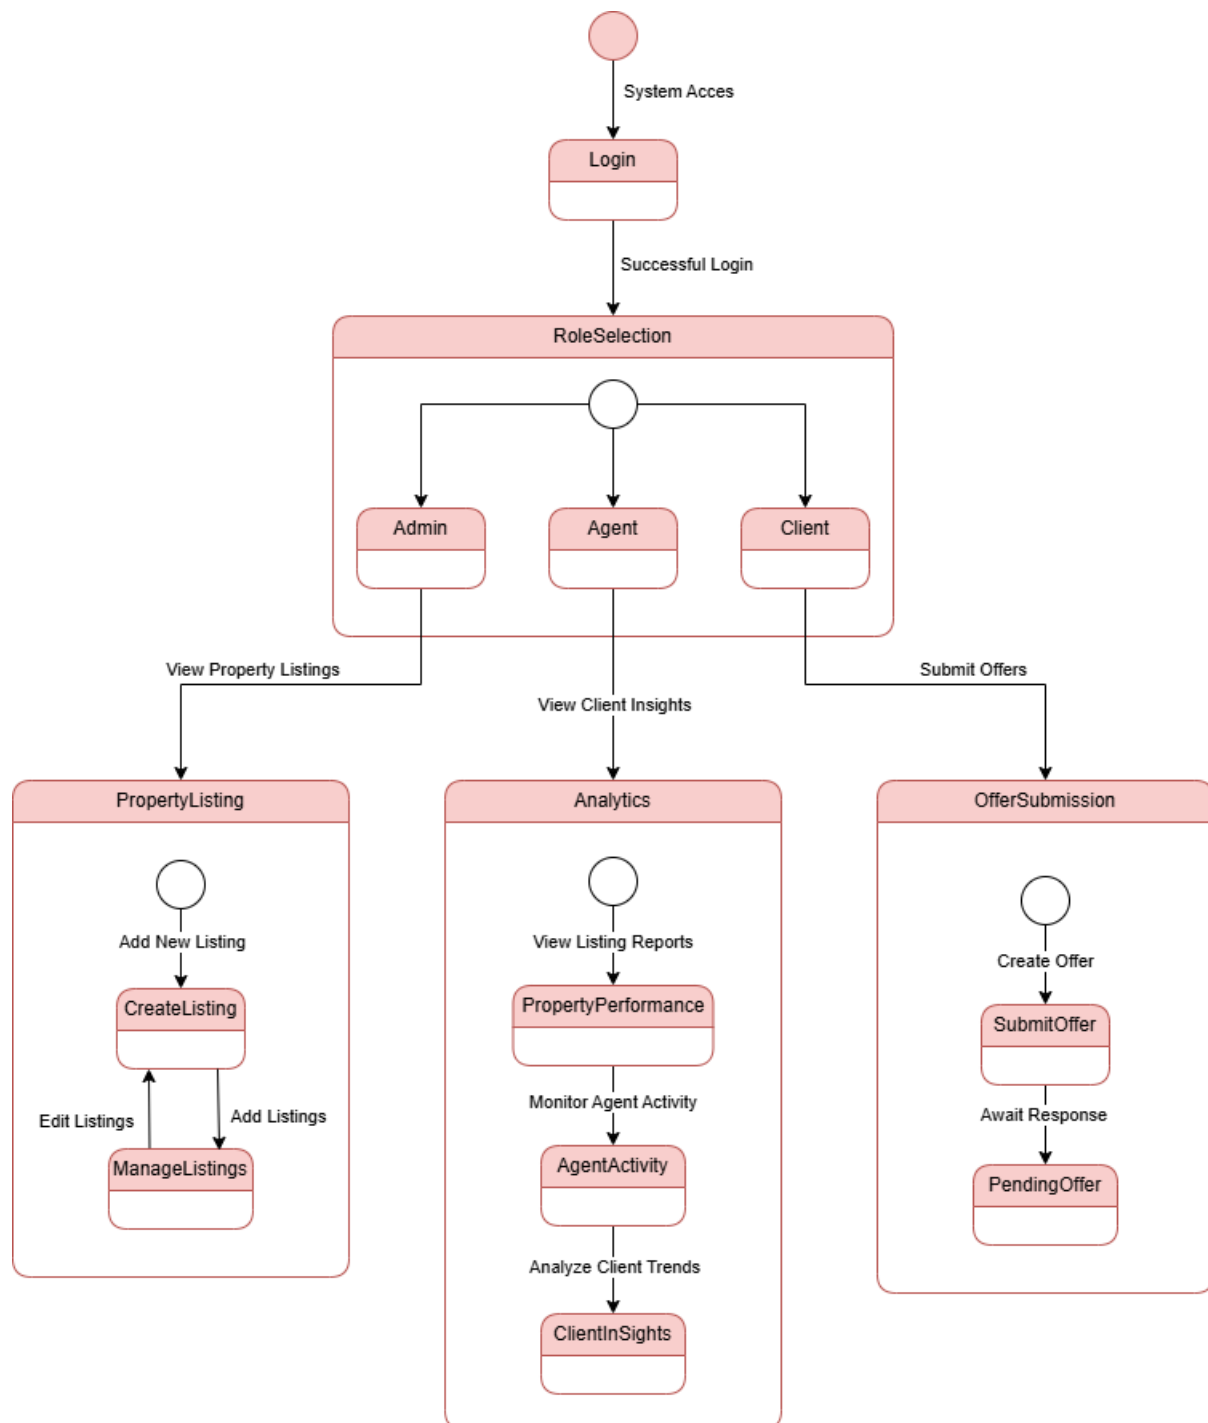 System Acces
Login
Successful Login
RoleSelection
Admin
Agent
Client
View Property Listings
View Client Insights
Submit Offers
PropertyListing
Add New Listing
CreateListing
Edit Listings
Add Listings
ManageListings
Analytics
View Listing Reports
PropertyPerformance
Monitor Agent Activity
AgentActivity
Analyze Client Trends
ClientInSights
OfferSubmission
Create Offer
SubmitOffer
Await Response
PendingOffer